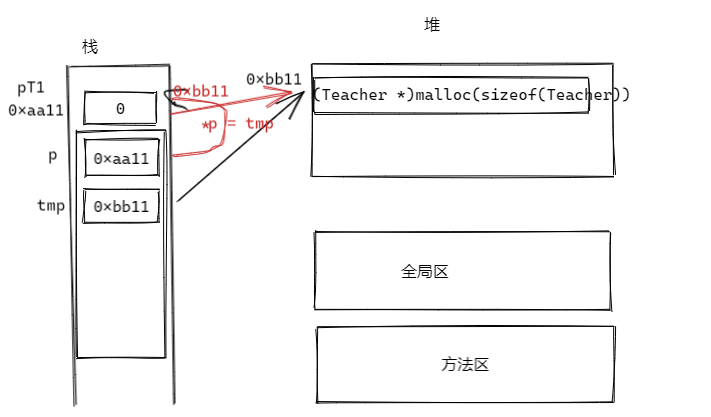 堆
栈
pT1
0×aa11
0
0×bb11
0×bb11
(Teacher *)malloc(sizeof(Teacher))
*p = tmp
p
0×aa11
tmp
0×bb11
全局区
方法区